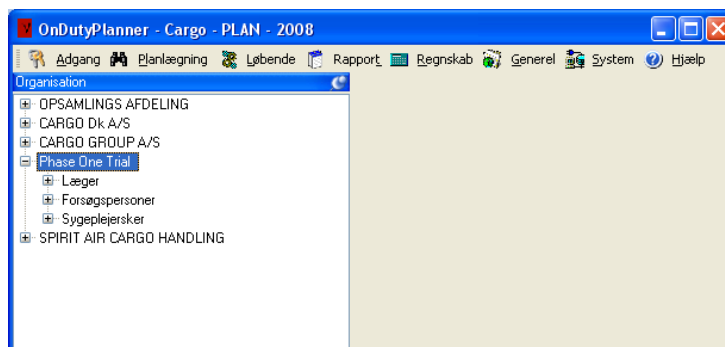 OnDutyPlanner - Cargo - PLAN - 2008
Adgang Planlægning Løbende Rapport Regnskab Generel System Hjælp
Organisation
OPSAMLINGS AFDELING
CARGO Dk A/S
CARGO GROUP A/S
Phase One Trial
Læger
Forsøgspersoner
Sygeplejersker
SPIRIT AIR CARGO HANDLING